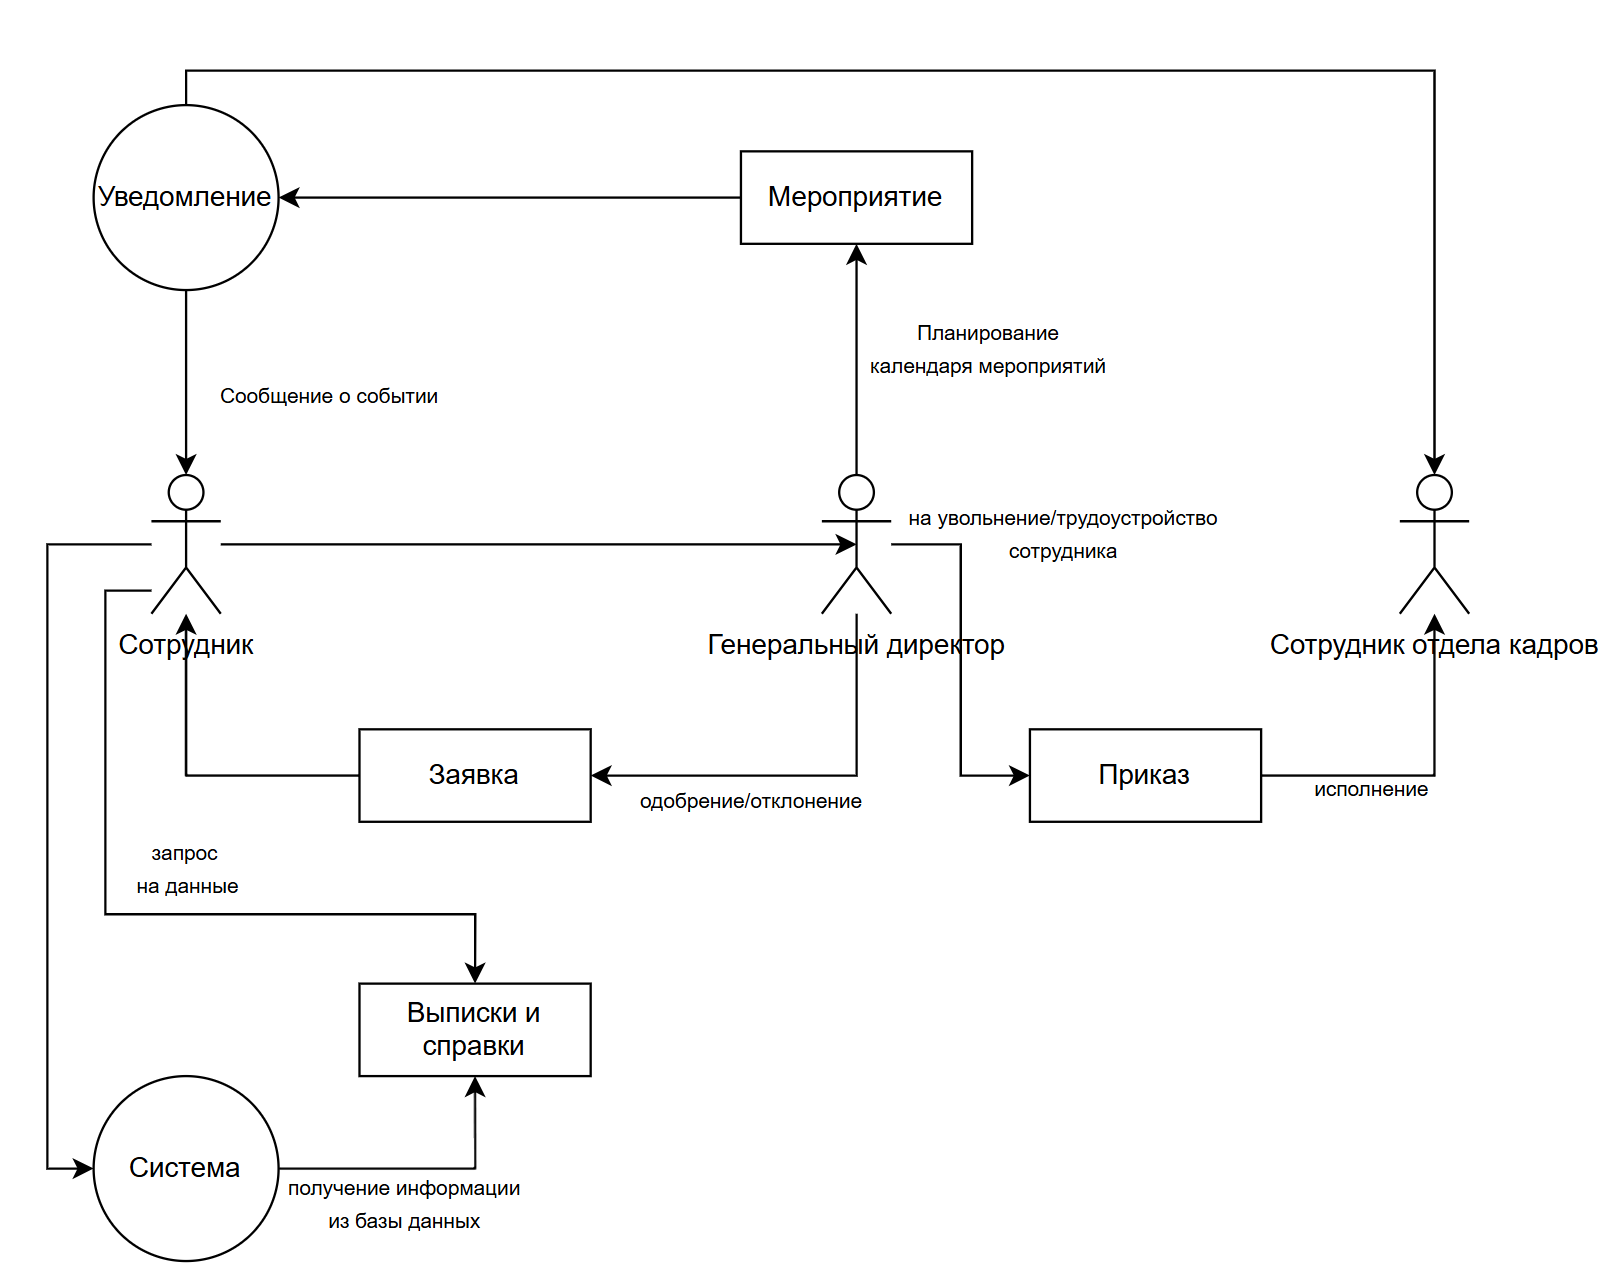 Уведомление
Мероприятие
Планирование
календаря мероприятий
Сообщение о событии
на увольнение/трудоустройство
сотрудника
Сотрудник
Генеральный директор
Сотрудник отдела кадров
Заявка
Приказ
одобрение/отклонение
исполнение
запрос
на данные
Выписки и
справки
Система
получение информации
из базы данных